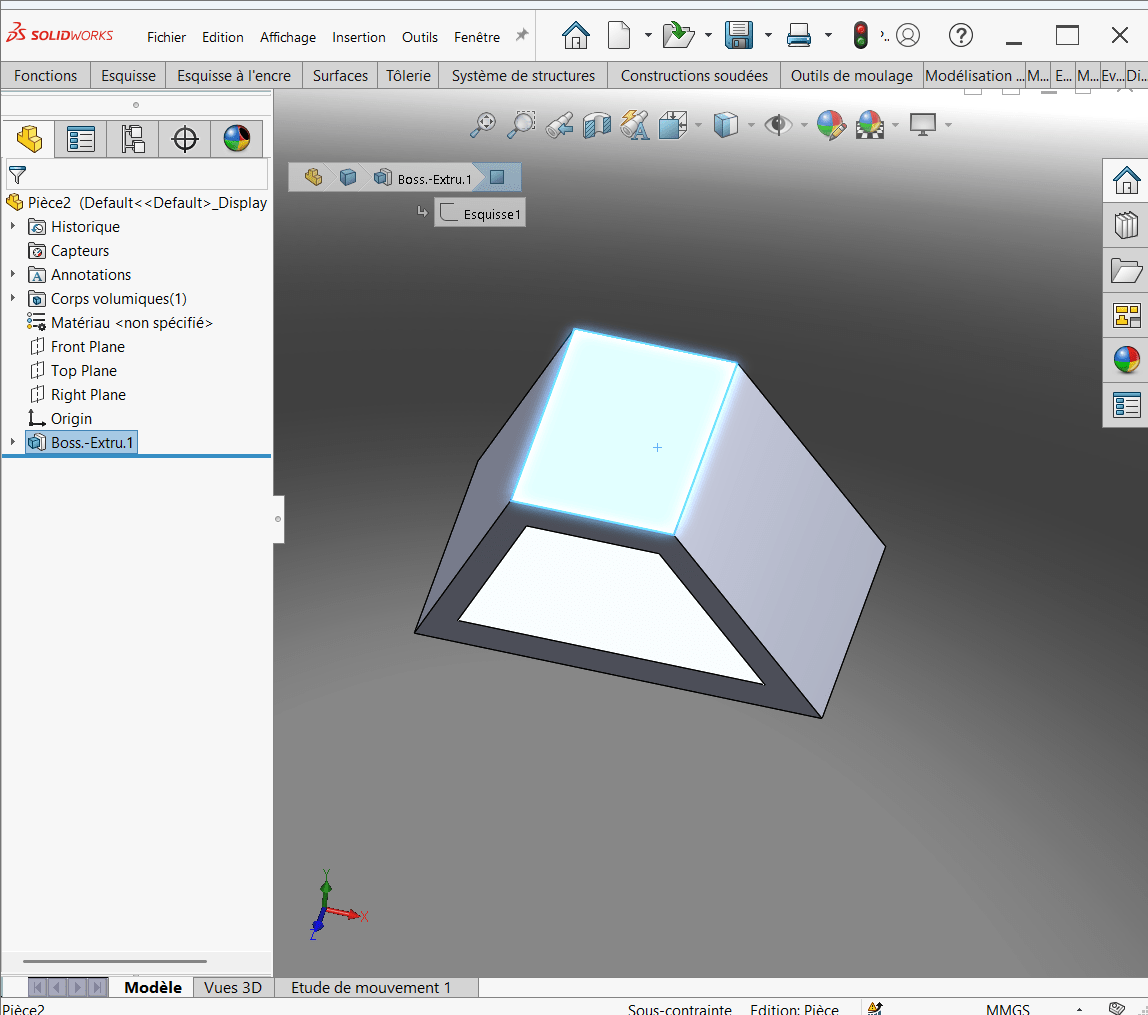 SOLIDWORKS
Fichier Edition Affichage Insertion Outils Fenêtre
Fonctions Esquisse Esquisse à l'encre Surfaces Tôlerie Système de structures Constructions soudées Outils de moulage Modélisation ... M... E... M... Ev... Di...
Boss.-Extru.1
Esquisse1
Pièce2 (Default<<Default>_Display
Historique
Capteurs
A Annotations
Corps volumiques(1)
Matériau <non spécifié>
Front Plane
Top Plane
Right Plane
Origin
Boss.-Extru.1
Y
X
Z
Modèle Vues 3D Etude de mouvement 1
Pièce2 Sous-contrainte Edition: Pièce MMGS